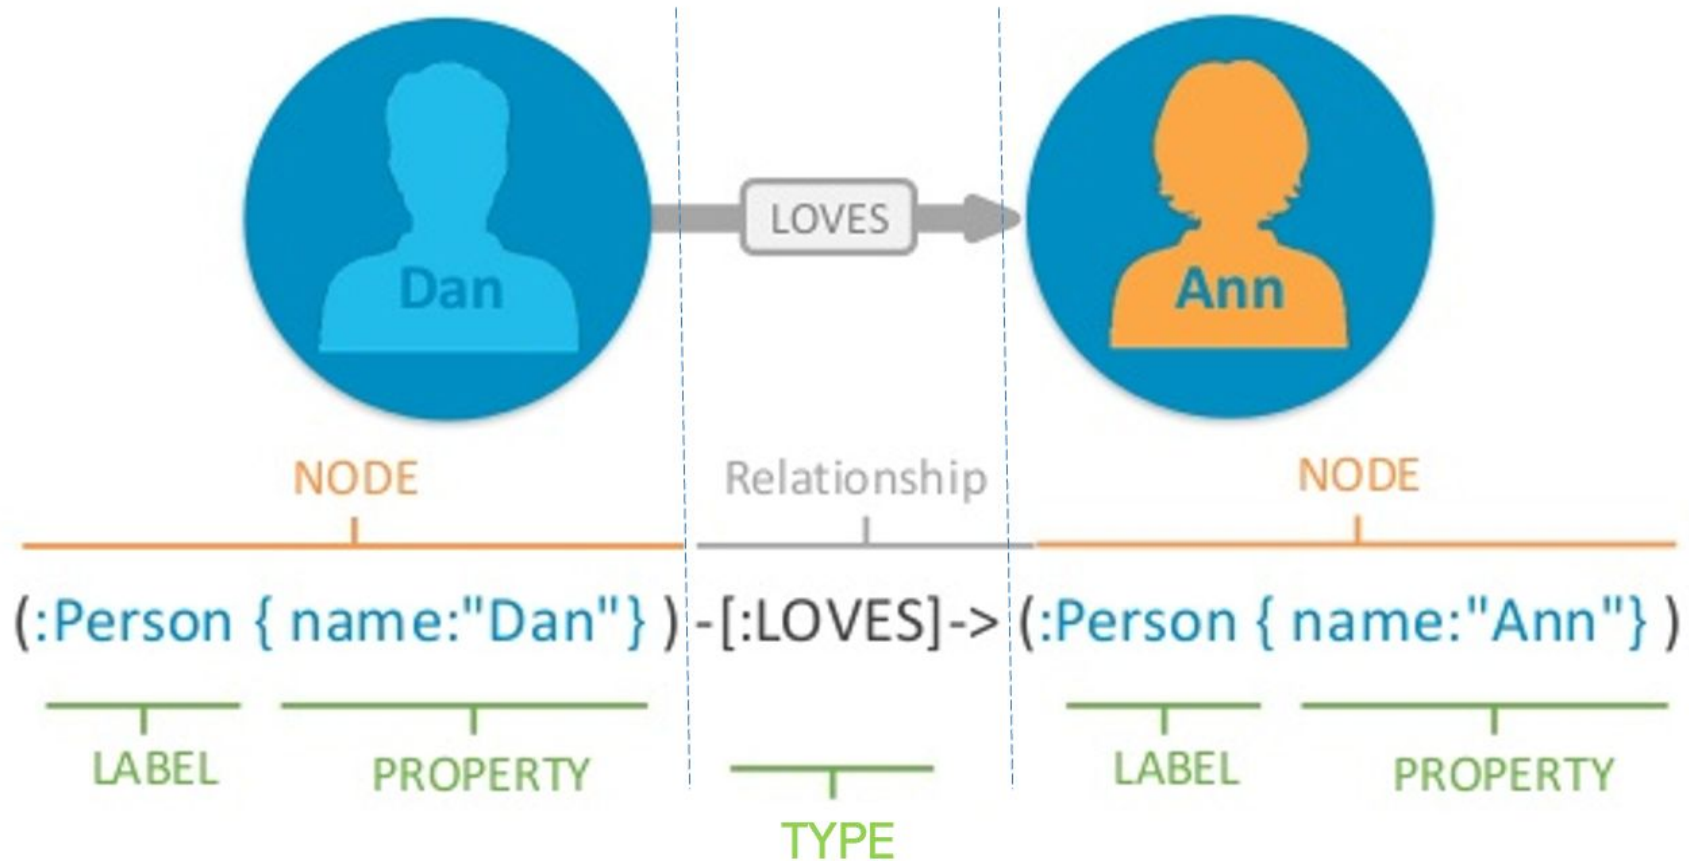 Dan
LOVES
Ann
NODE
Relationship
NODE
(:Person { name:"Dan"} ) -[:LOVES]-> (:Person { name:"Ann"} )
LABEL
PROPERTY
TYPE
LABEL
PROPERTY